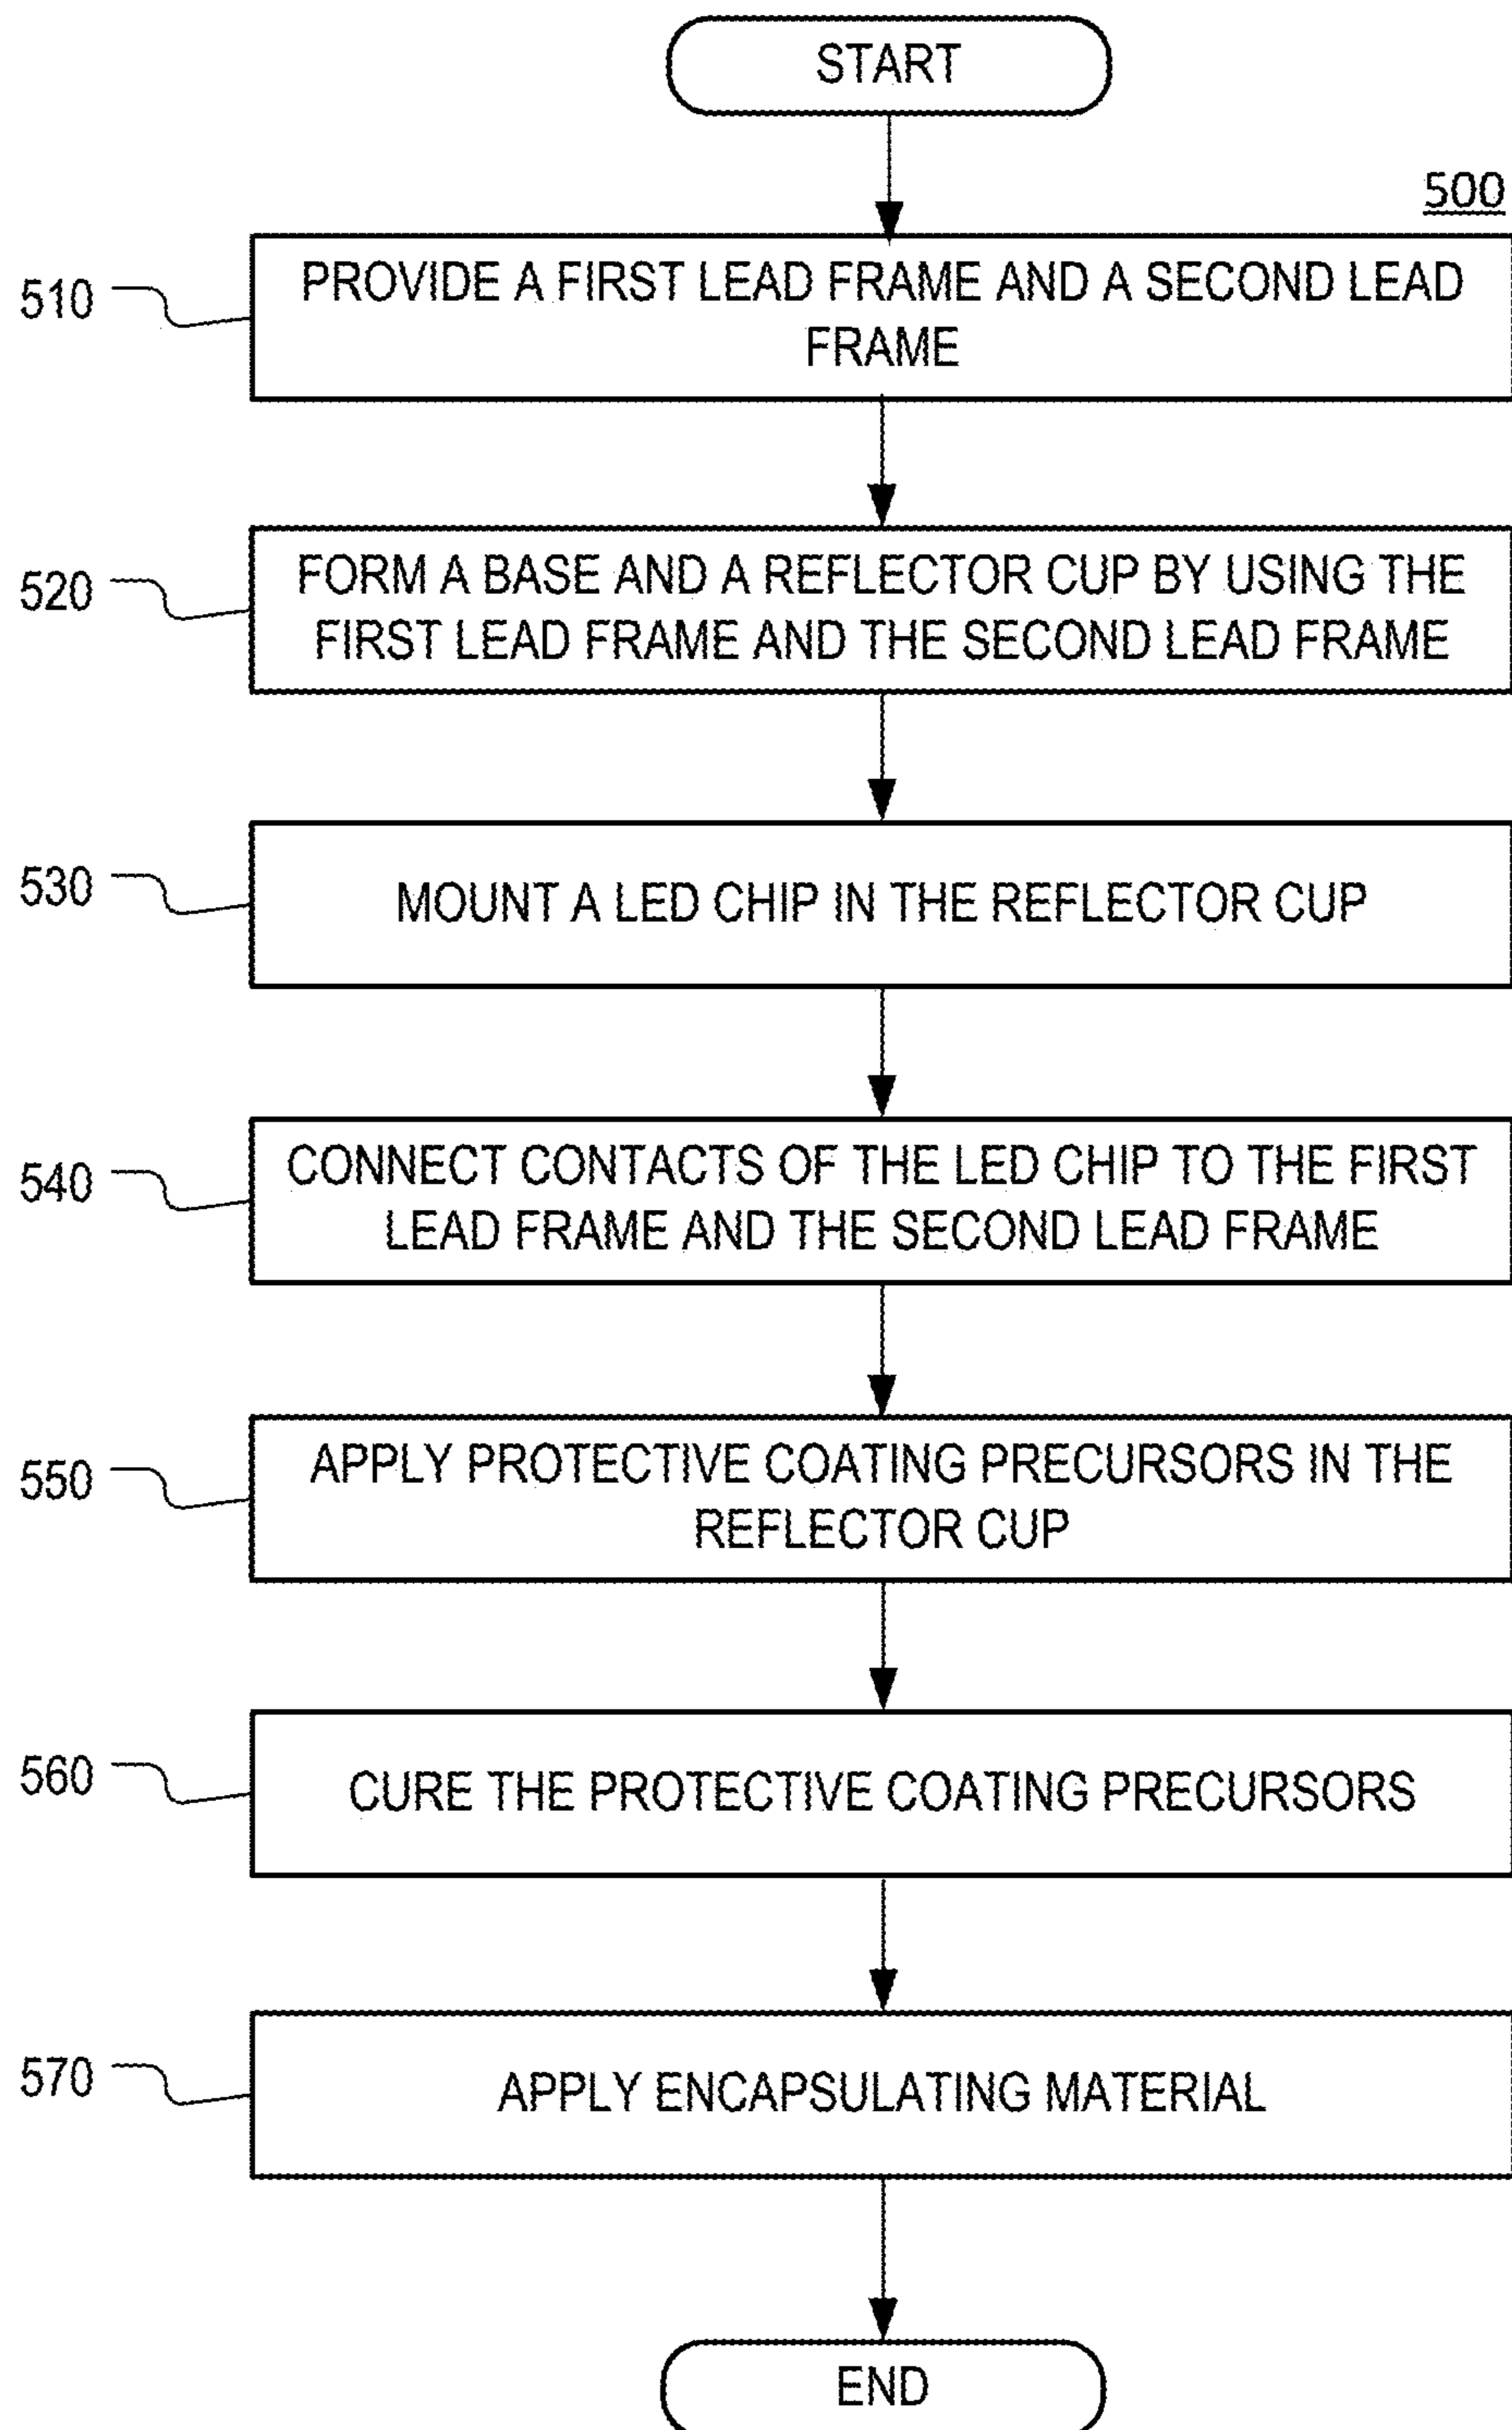 START
500
510
PROVIDE A FIRST LEAD FRAME AND A SECOND LEAD
FRAME
520
FORM A BASE AND A REFLECTOR CUP BY USING THE
FIRST LEAD FRAME AND THE SECOND LEAD FRAME
530
MOUNT A LED CHIP IN THE REFLECTOR CUP
540
CONNECT CONTACTS OF THE LED CHIP TO THE FIRST
LEAD FRAME AND THE SECOND LEAD FRAME
550
APPLY PROTECTIVE COATING PRECURSORS IN THE
REFLECTOR CUP
560
CURE THE PROTECTIVE COATING PRECURSORS
570
APPLY ENCAPSULATING MATERIAL
END